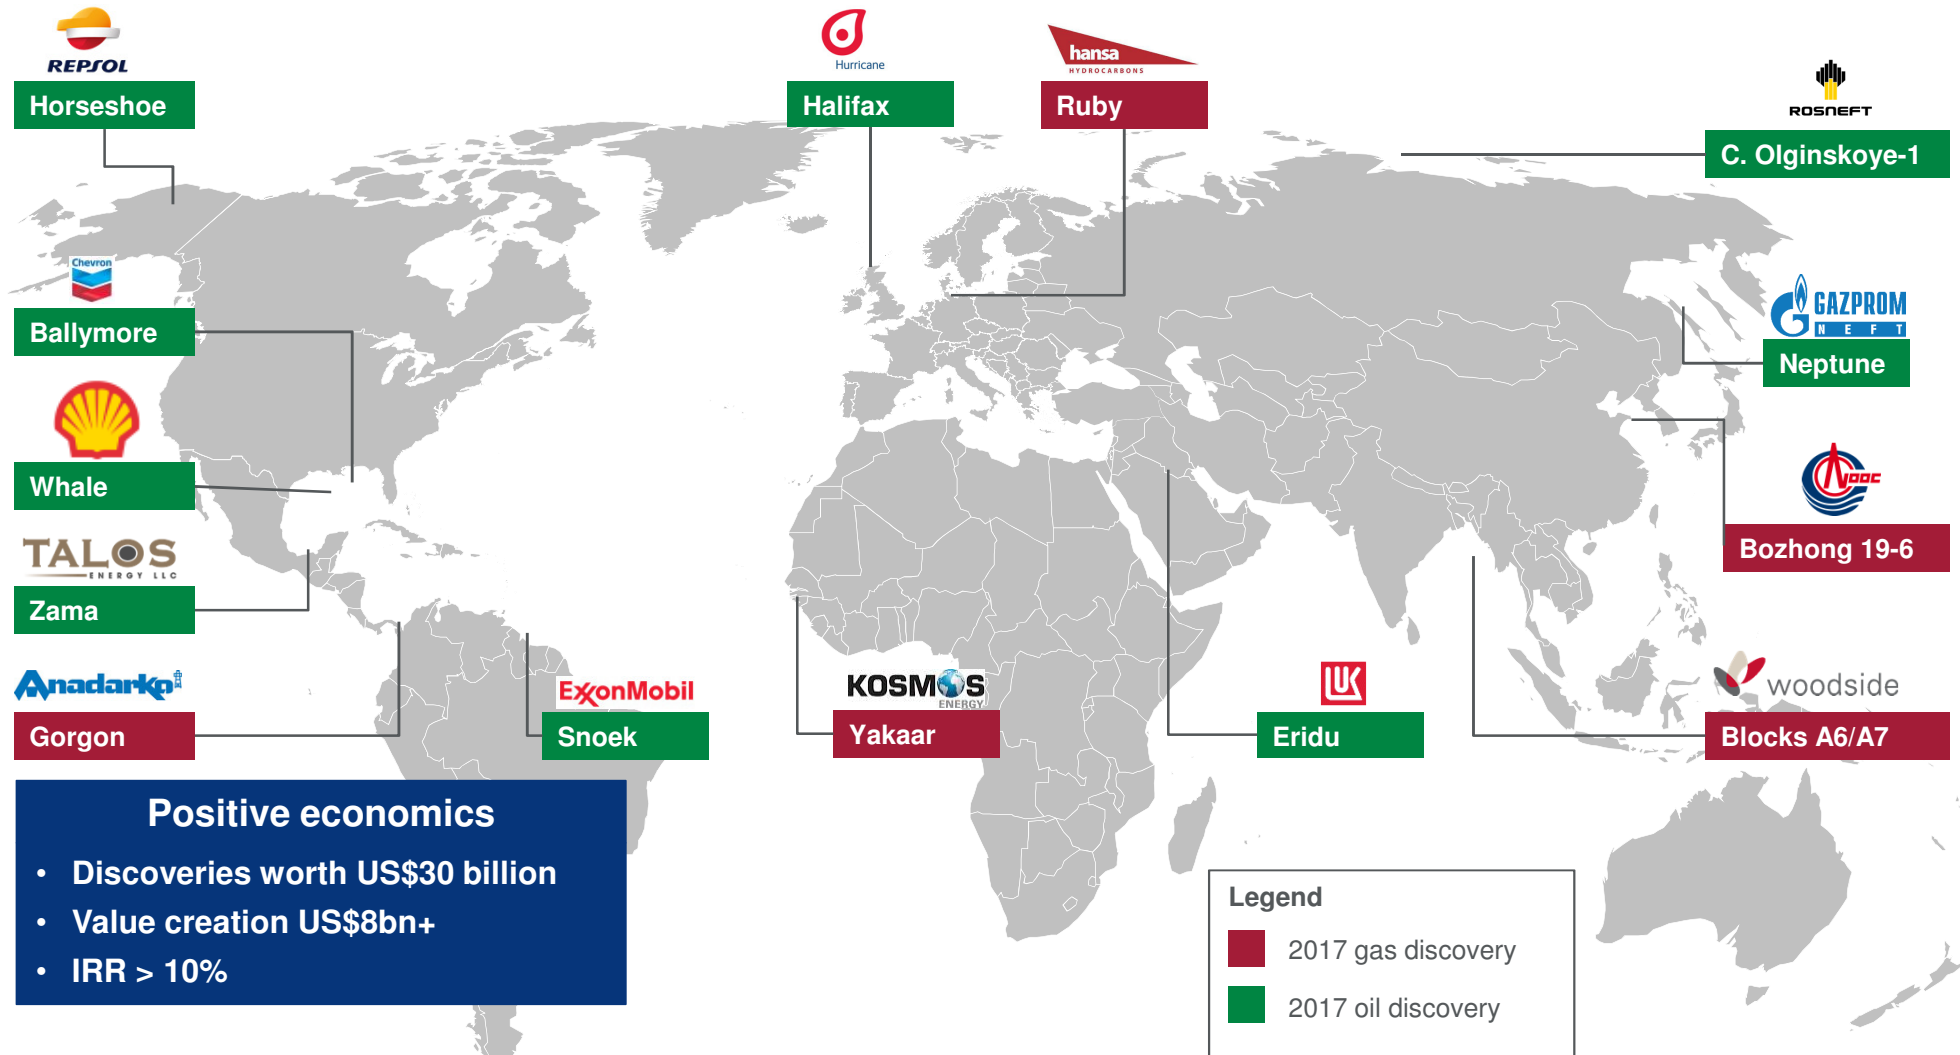 REPSOL
Horseshoe
Hurricane
Halifax
hansa
HYDROCARBONS
Ruby
ROSNEFT
C. Olginskoye-1
Chevron
Ballymore
GAZPROM
NEFT
Neptune
Whale
CNOOC
Bozhong 19-6
TALOS
ENERGY LLC
Zama
Anadarko
Gorgon
ExxonMobil
Snoek
KOSMOS
ENERGY
Yakaar
LUK
Eridu
woodside
Blocks A6/A7
Positive economics
• Discoveries worth US$30 billion
• Value creation US$8bn+
• IRR > 10%
Legend
2017 gas discovery
2017 oil discovery